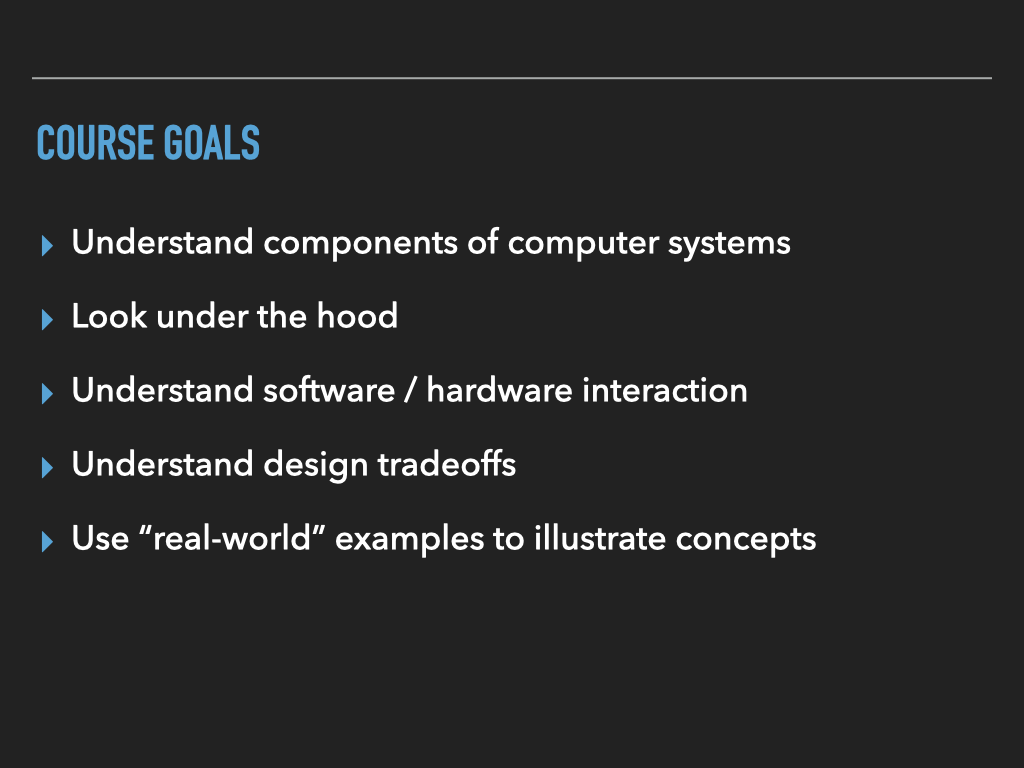 COURSE GOALS
▸ Understand components of computer systems
▸ Look under the hood
▸ Understand software / hardware interaction
▸ Understand design tradeoffs
▸ Use “real-world” examples to illustrate concepts